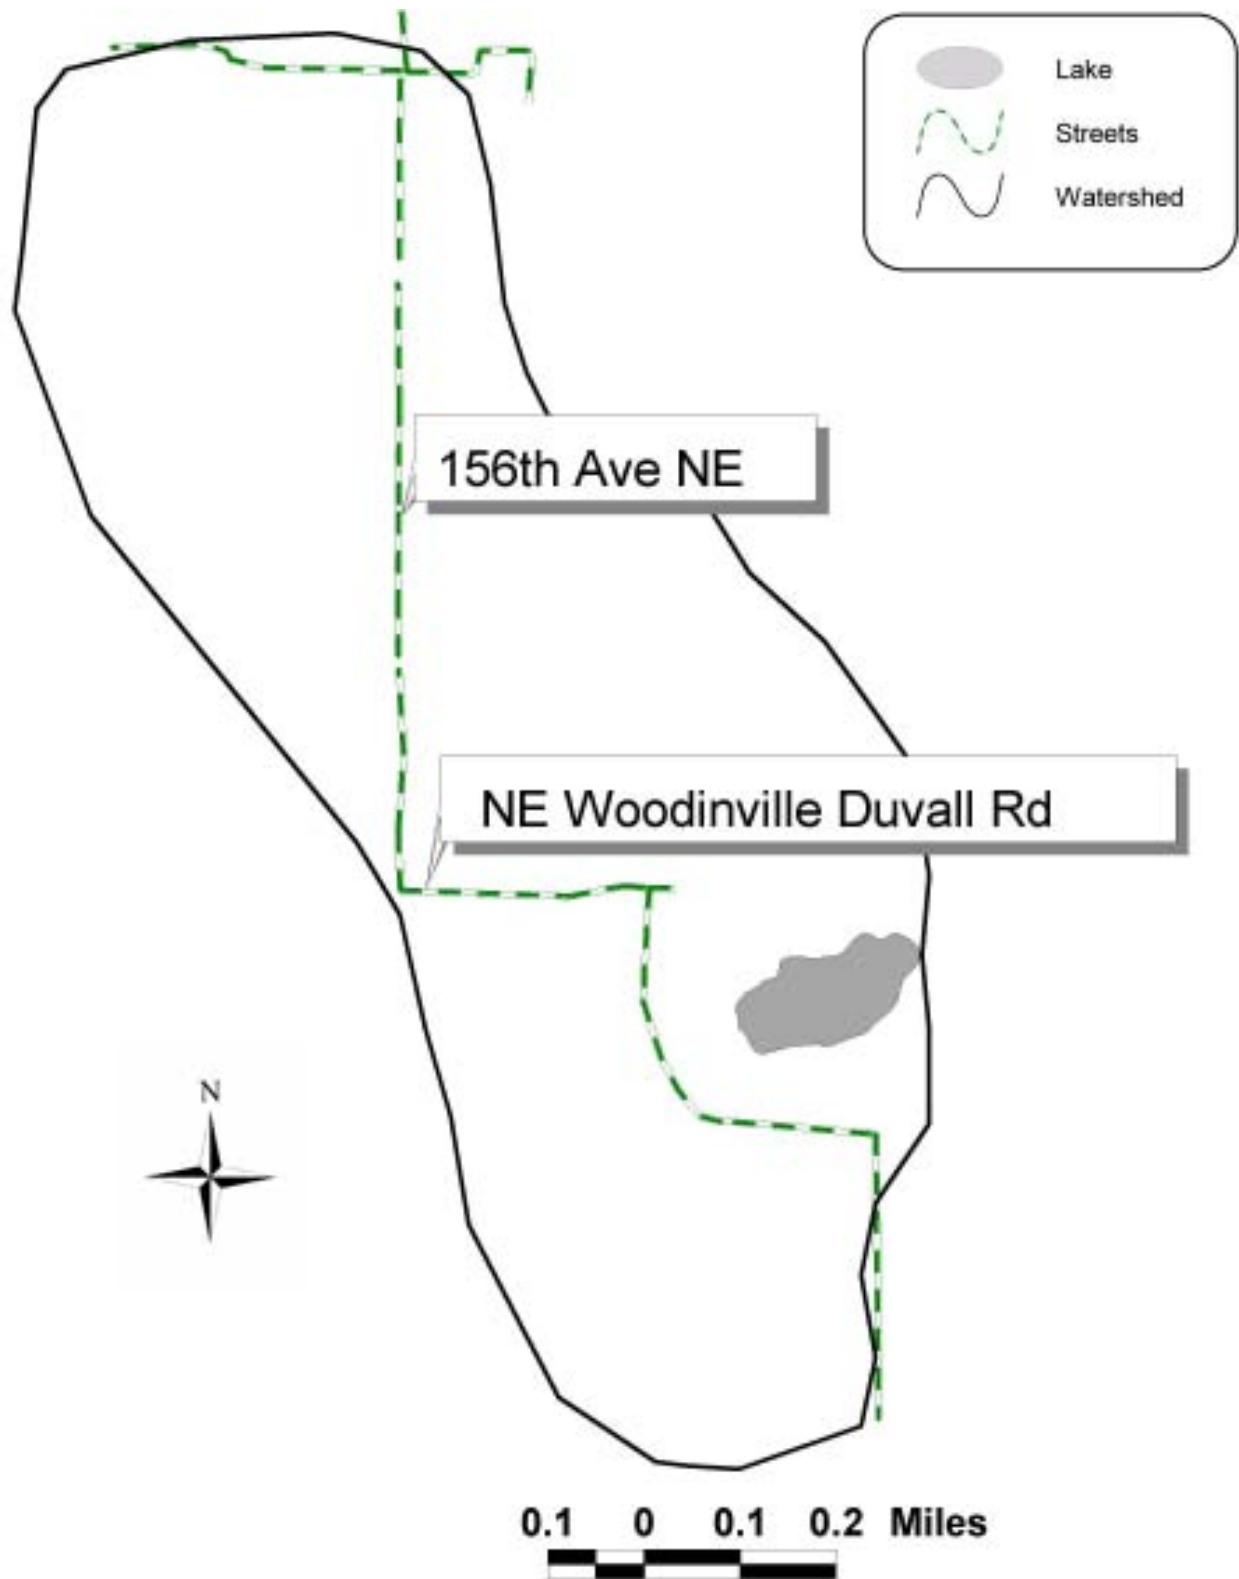 Lake
Streets
Watershed
156th Ave NE
NE Woodinville Duvall Rd
N
0.1 0 0.1 0.2 Miles